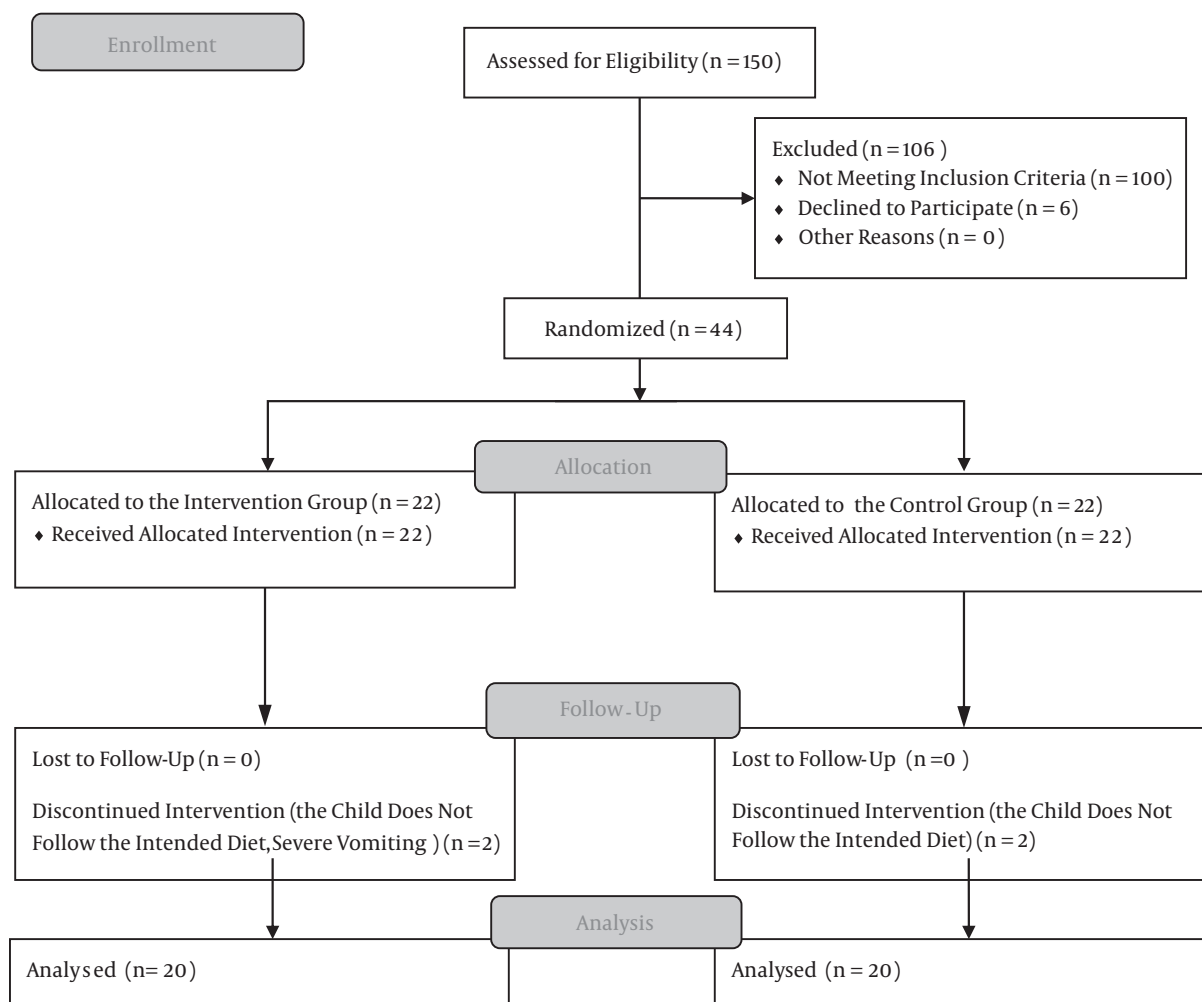 Enrollment
Assessed for Eligibility (n = 150)
Excluded (n = 106 )
♦ Not Meeting Inclusion Criteria (n = 100)
♦ Declined to Participate (n = 6)
♦ Other Reasons (n = 0)
Randomized (n = 44)
Allocation
Allocated to the Intervention Group (n = 22)
♦ Received Allocated Intervention (n = 22)
Allocated to the Control Group (n = 22)
♦ Received Allocated Intervention (n = 22)
Follow-Up
Lost to Follow-Up (n = 0)
Discontinued Intervention (the Child Does Not
Follow the Intended Diet,Severe Vomiting ) (n =2)
Lost to Follow-Up (n =0 )
Discontinued Intervention (the Child Does Not
Follow the Intended Diet) (n = 2)
Analysis
Analysed (n= 20)
Analysed (n = 20)